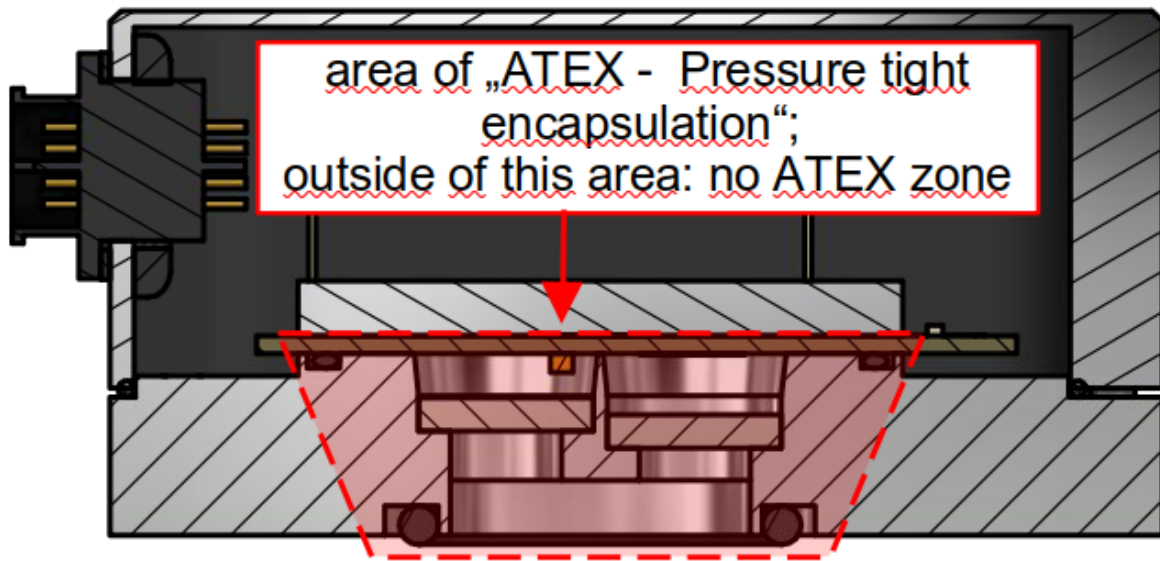 area of „ATEX -  Pressure tight
encapsulation“;
outside of this area: no ATEX zone